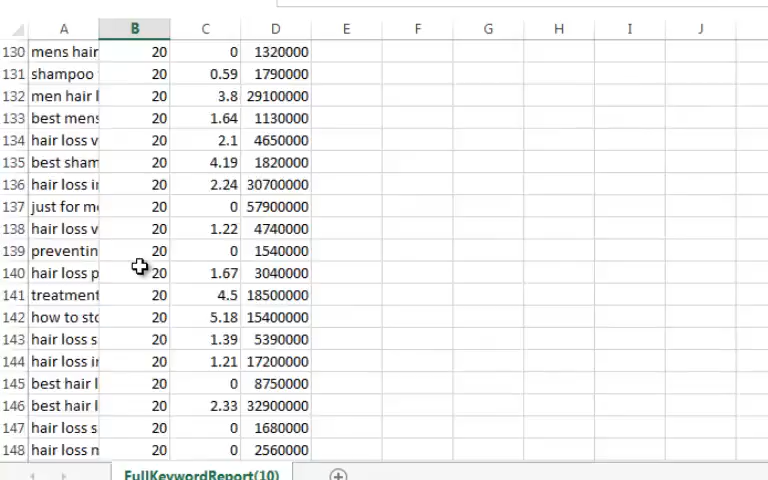 A B C D E F G H I J
130 mens hair 20 0 1320000
131 shampoo 20 0.59 1790000
132 men hair l 20 3.8 29100000
133 best mens 20 1.64 1130000
134 hair loss v 20 2.1 4650000
135 best sham 20 4.19 1820000
136 hair loss i 20 2.24 30700000
137 just for m 20 0 57900000
138 hair loss v 20 1.22 4740000
139 preventin 20 0 1540000
140 hair loss p 20 1.67 3040000
141 treatment 20 4.5 18500000
142 how to sto 20 5.18 15400000
143 hair loss s 20 1.39 5390000
144 hair loss i 20 1.21 17200000
145 best hair l 20 0 8750000
146 best hair l 20 2.33 32900000
147 hair loss s 20 0 1680000
148 hair loss n 20 0 2560000
FullKeywordReport(10)